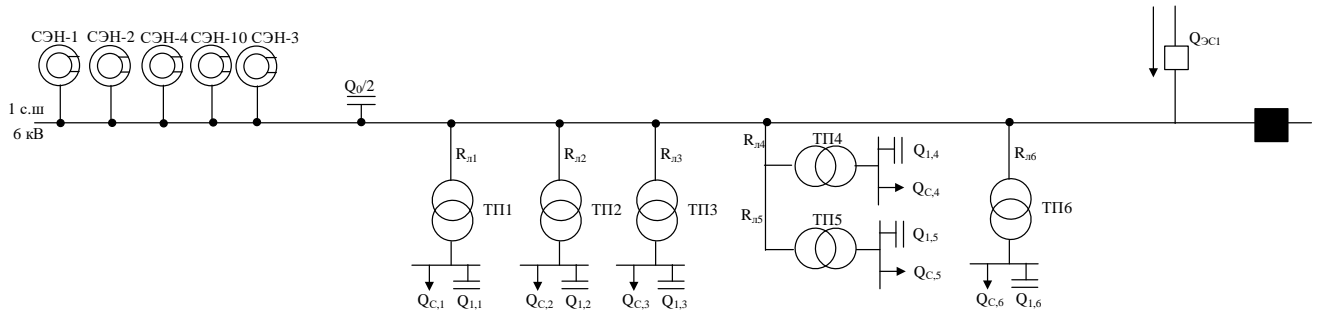 СЭН-1 СЭН-2 СЭН-4 СЭН-10 СЭН-3
QЭС1
Q0/2
1 с.ш
6 кВ
Rл1 Rл2 Rл3 Rл4 ТП4 Q1,4 Rл6
QС,4
ТП1 ТП2 ТП3 Rл5 ТП5 Q1,5 ТП6
QС,5
QС,1 Q1,1 QС,2 Q1,2 QС,3 Q1,3 QС,6 Q1,6